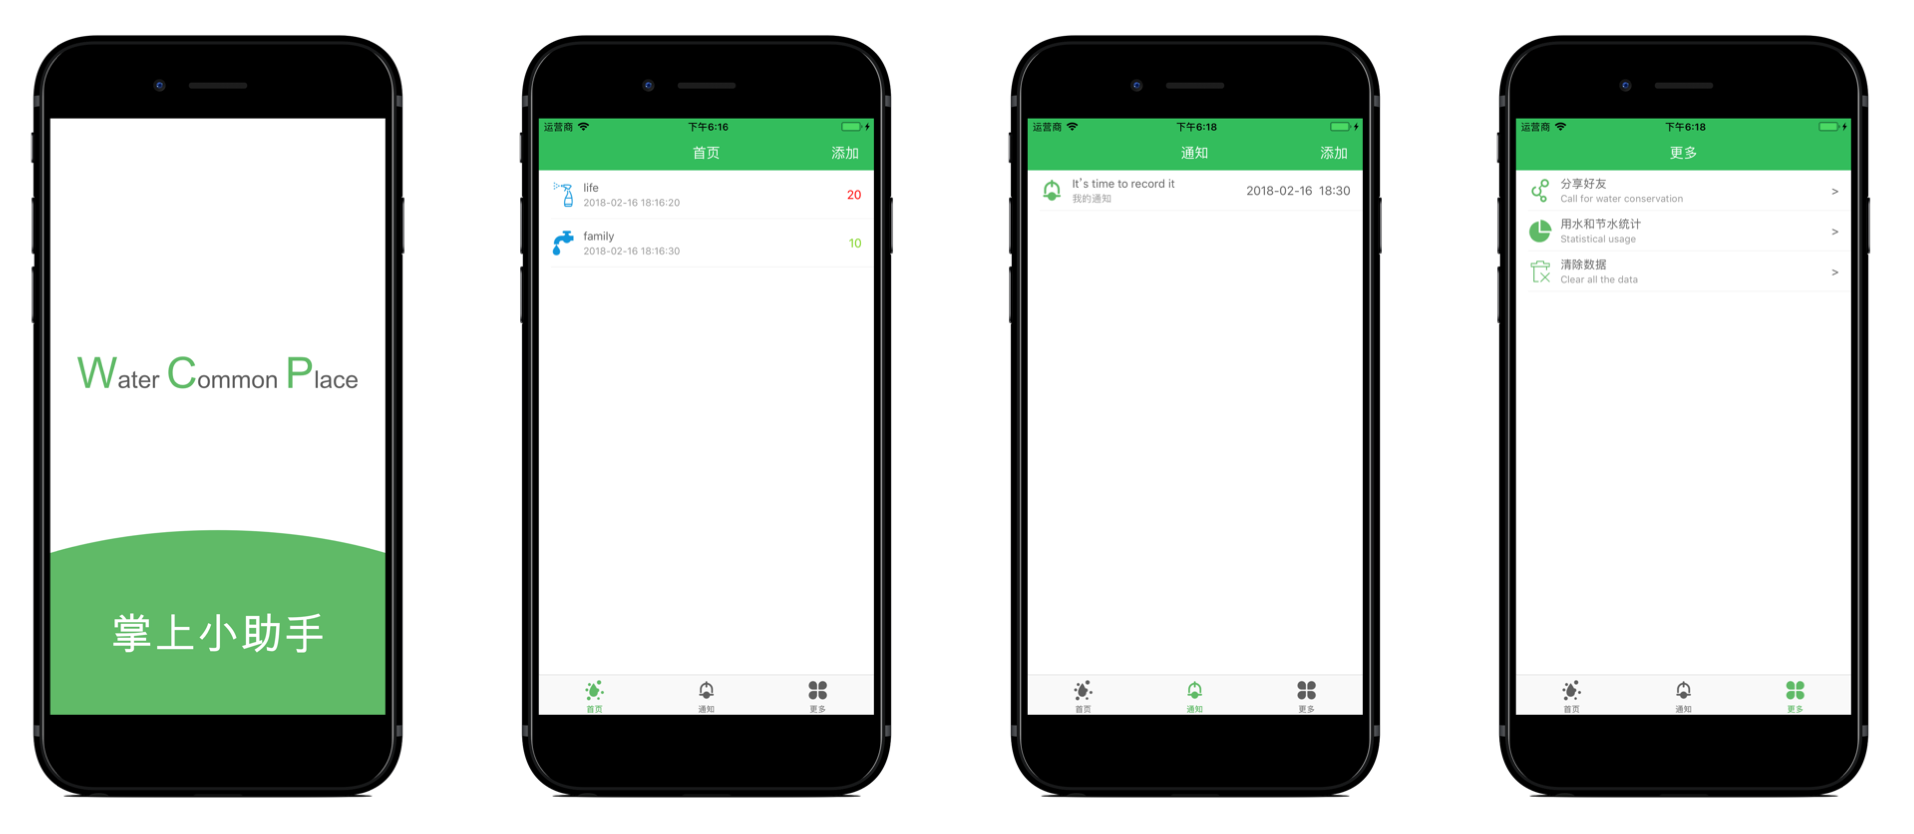 Water Common Place
掌上小助手
运营商 下午6:16
首页 添加
life
2018-02-16 18:16:20
20
family
2018-02-16 18:16:30
10
首页 通知 更多
运营商 下午6:18
通知 添加
It's time to record it
我的通知
2018-02-16 18:30
首页 通知 更多
运营商 下午6:18
更多
分享好友
Call for water conservation
>
用水和节水统计
Statistical usage
>
清除数据
Clear all the data
>
首页 通知 更多